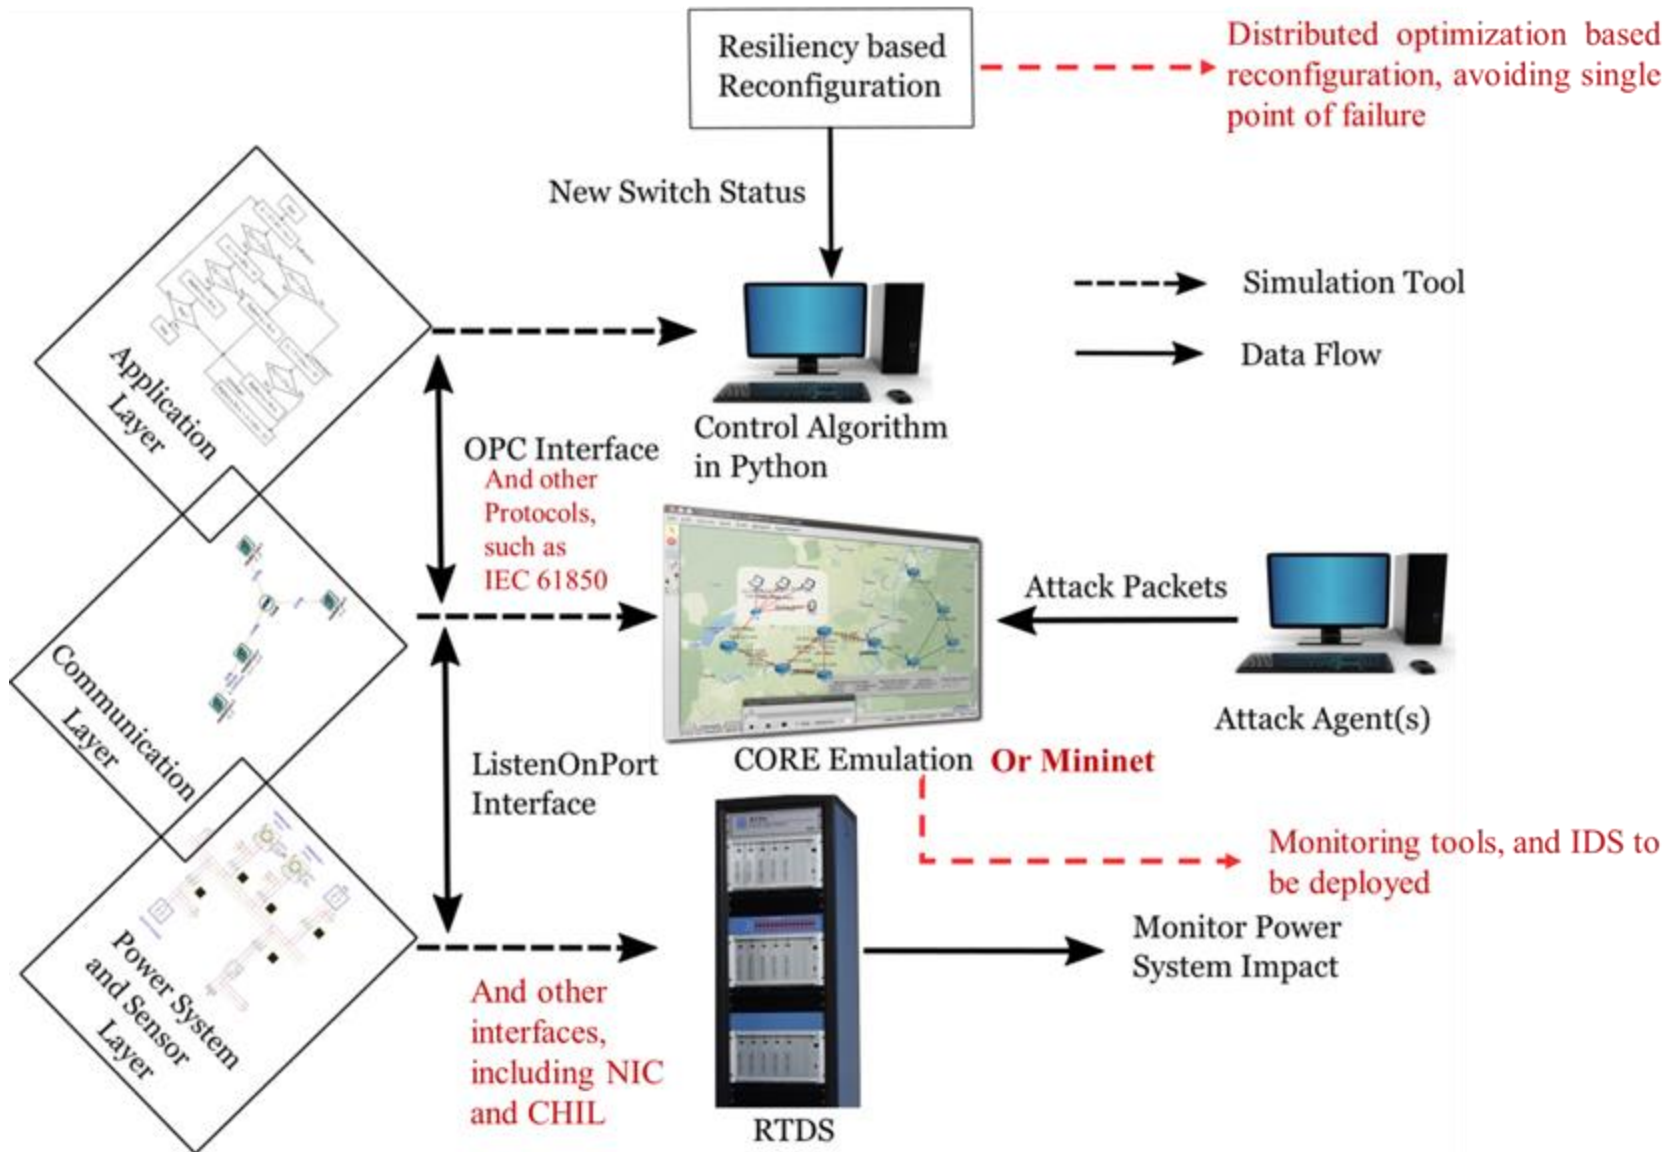 Resiliency based
Reconfiguration
Distributed optimization based
reconfiguration, avoiding single
point of failure
New Switch Status
Simulation Tool
Data Flow
Application
Layer
OPC Interface
And other
Protocols,
such as
IEC 61850
Control Algorithm
in Python
Attack Packets
Attack Agent(s)
Communication
Layer
ListenOnPort
Interface
CORE Emulation Or Mininet
Monitoring tools, and IDS to
be deployed
Monitor Power
System Impact
Power System
and Sensor
Layer
And other
interfaces,
including NIC
and CHIL
RTDS